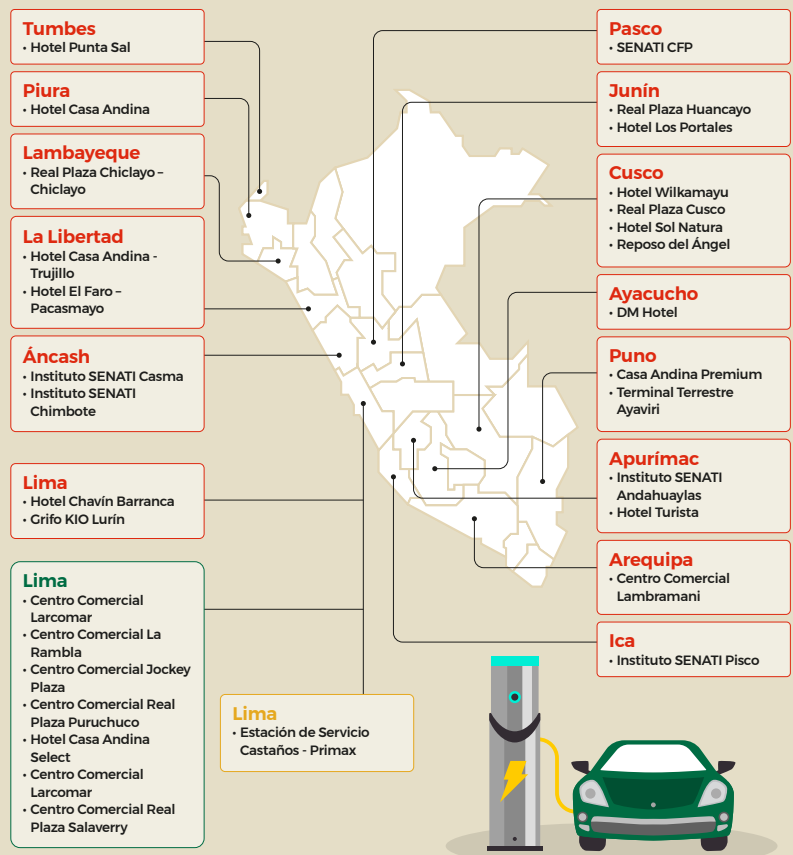 Tumbes
• Hotel Punta Sal
Piura
• Hotel Casa Andina
Lambayeque
• Real Plaza Chiclayo –
Chiclayo
La Libertad
• Hotel Casa Andina -
Trujillo
• Hotel El Faro –
Pacasmayo
Áncash
• Instituto SENATI Casma
• Instituto SENATI
Chimbote
Lima
• Hotel Chavín Barranca
• Grifo KIO Lurín
Lima
• Centro Comercial
Larcomar
• Centro Comercial La
Rambla
• Centro Comercial Jockey
Plaza
• Centro Comercial Real
Plaza Puruchuco
• Hotel Casa Andina
Select
• Centro Comercial
Larcomar
• Centro Comercial Real
Plaza Salaverry
Lima
• Estación de Servicio
Castaños - Primax
Pasco
• SENATI CFP
Junín
• Real Plaza Huancayo
• Hotel Los Portales
Cusco
• Hotel Wilkamayu
• Real Plaza Cusco
• Hotel Sol Natura
• Reposo del Ángel
Ayacucho
• DM Hotel
Puno
• Casa Andina Premium
• Terminal Terrestre
Ayaviri
Apurímac
• Instituto SENATI
Andahuaylas
• Hotel Turista
Arequipa
• Centro Comercial
Lambramani
Ica
• Instituto SENATI Pisco